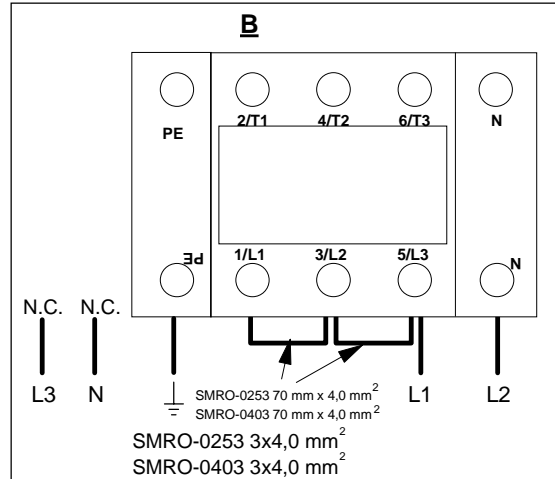 B
2/T1 4/T2 6/T3 N
PE
1/L1 3/L2 5/L3 N
PE
N.C. N.C.
L3 N L1 L2
SMRO-0253 70 mm x 4,0 mm²
SMRO-0403 70 mm x 4,0 mm²
SMRO-0253 3x4,0 mm²
SMRO-0403 3x4,0 mm²